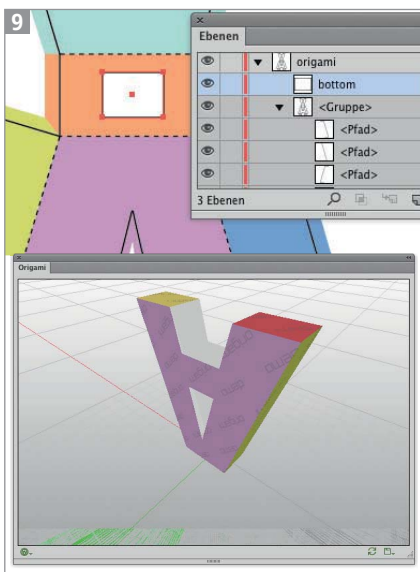 9
Ebenen
origami
bottom
<Gruppe>
<Pfad>
<Pfad>
<Pfad>
3 Ebenen
Origami